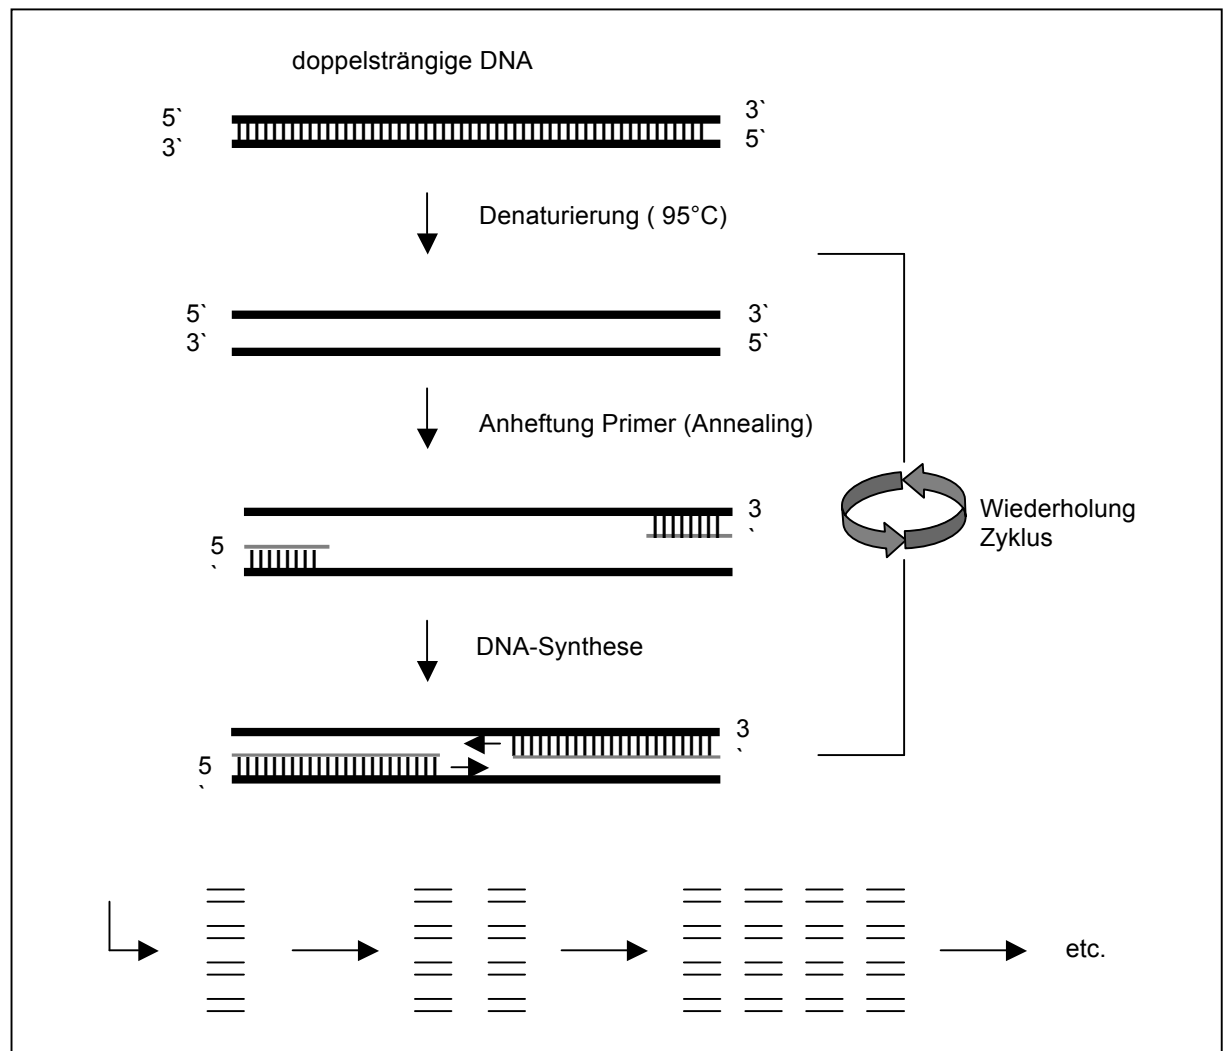 doppelsträngige DNA
5` 3`
3` 5`
Denaturierung ( 95°C)
5` 3`
3` 5`
Anheftung Primer (Annealing)
3
`
5
`
Wiederholung
Zyklus
DNA-Synthese
3
`
5
`
etc.